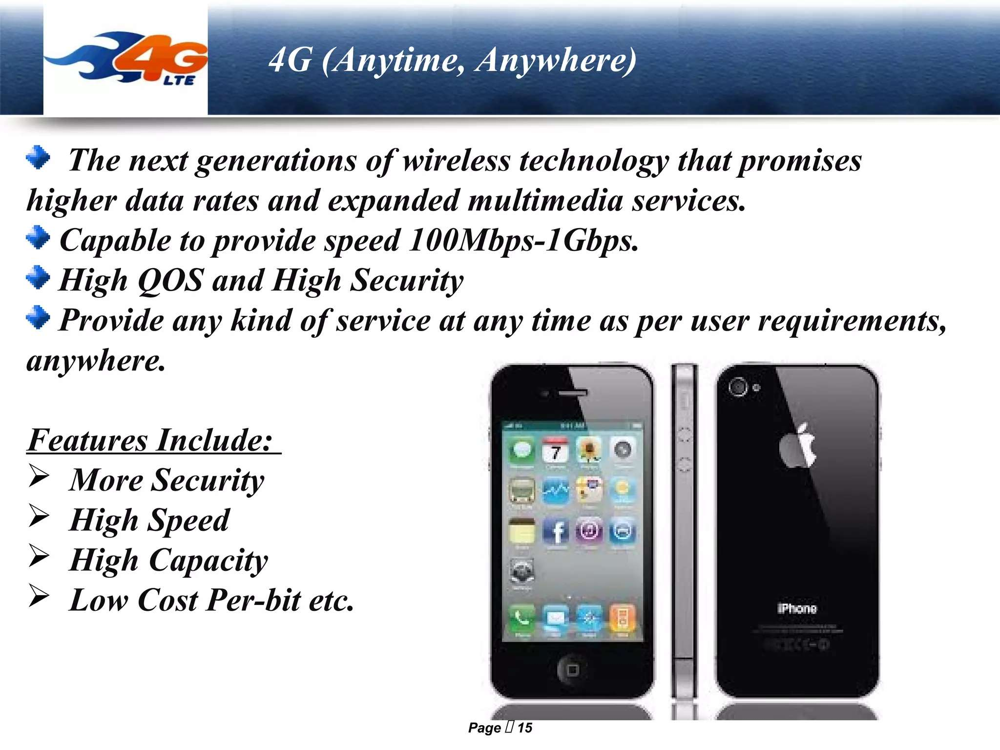 4G
LTE
4G (Anytime, Anywhere)
The next generations of wireless technology that promises
higher data rates and expanded multimedia services.
Capable to provide speed 100Mbps-1Gbps.
High QOS and High Security
Provide any kind of service at any time as per user requirements,
anywhere.
Features Include:
More Security
High Speed
High Capacity
Low Cost Per-bit etc.
9:41 AM
7
f
iPhone
Page 15